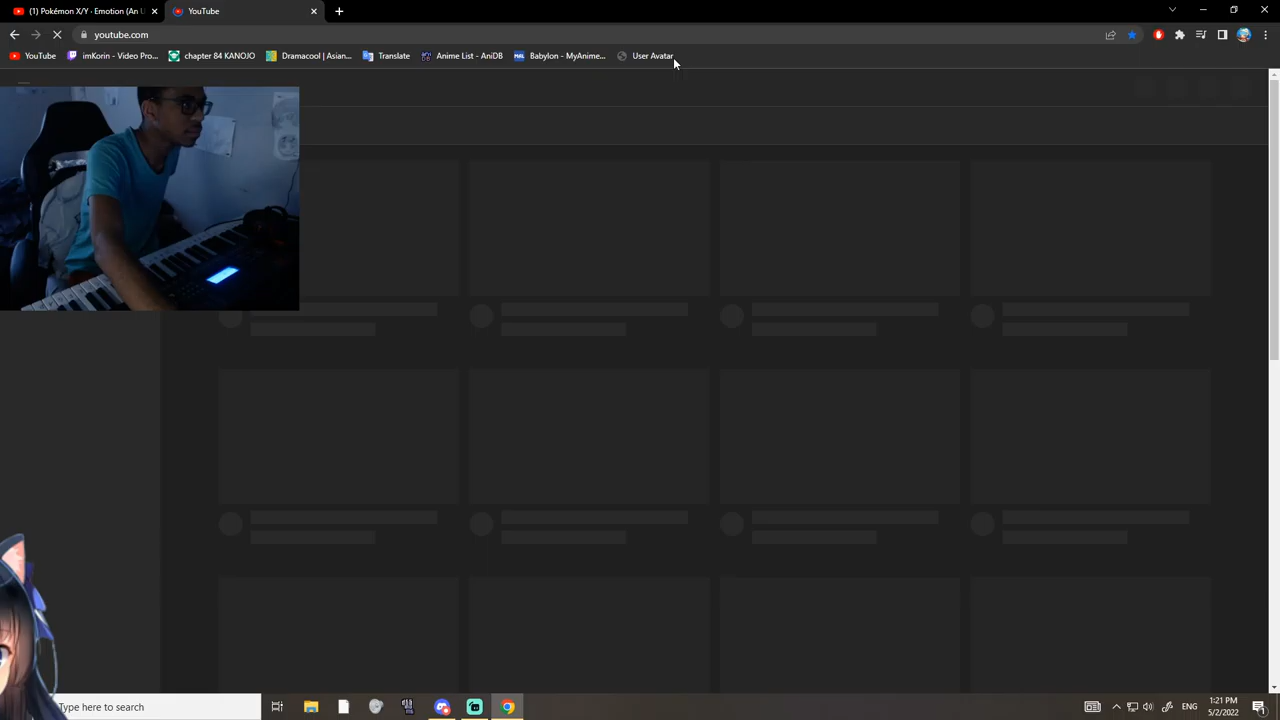 (1) Pokémon X/Y - Emotion (An U
YouTube
youtube.com
YouTube
imKorin - Video Pro...
chapter 84 KANOJO
Dramacool | Asian...
Translate
Anime List - AniDB
MAL
Babylon - MyAnime...
User Avatar
Type here to search
ENG
1:21 PM
5/2/2022